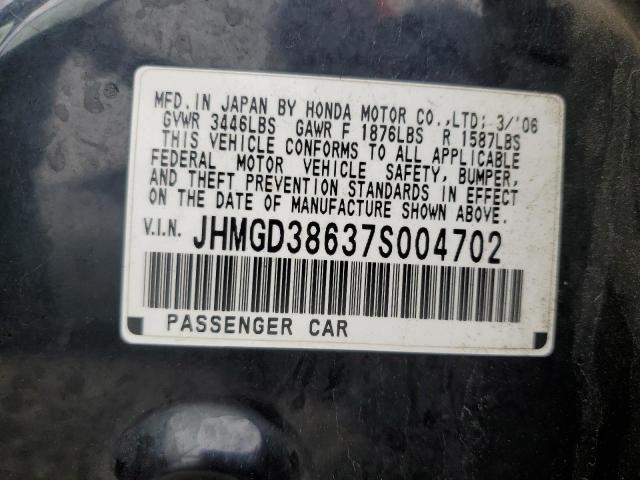 MFD.IN JAPAN BY HONDA MOTOR CO.,LTD; 3/'06
GVWR 3446LBS GAWR F 1876LBS R 1587LBS
THIS VEHICLE CONFORMS TO ALL APPLICABLE
FEDERAL MOTOR VEHICLE SAFETY, BUMPER,
AND THEFT PREVENTION STANDARDS IN EFFECT
ON THE DATE OF MANUFACTURE SHOWN ABOVE.
V.I.N. JHMGD38637S004702
PASSENGER CAR